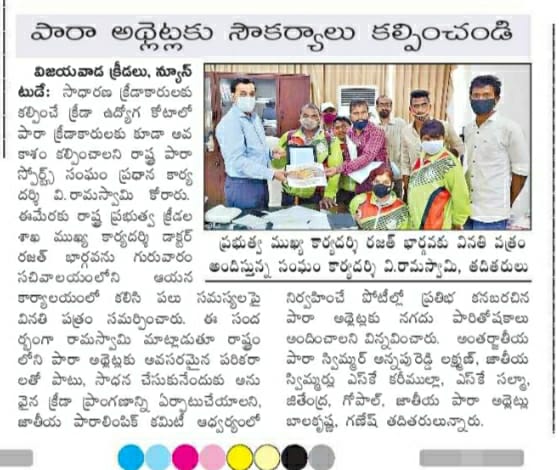 పారా అథ్లెట్లకు సౌకర్యాలు కల్పించండి
విజయవాడ క్రీడలు, న్యూస్
టుడే: సాధారణ క్రీడాకారులకు
కల్పించే క్రీడా ఉద్యోగ కోటాలో
పారా క్రీడాకారులకు కూడా అవ
కాశం కల్పించాలని రాష్ట్ర పారా
స్పోర్ట్స్ సంఘం ప్రధాన కార్య
దర్శి వి.రామస్వామి కోరారు.
ఈమేరకు రాష్ట్ర ప్రభుత్వ క్రీడల
శాఖ ముఖ్య కార్యదర్శి డాక్టర్
రజత్ భార్గవను గురువారం
సచివాలయంలోని ఆయన
కార్యాలయంలో కలిసి పలు సమస్యలపై
వినతి పత్రం సమర్పించారు. ఈ సంద
ర్భంగా రామస్వామి మాట్లాడుతూ రాష్ట్రం
లోని పారా అథ్లెట్లకు అవసరమైన పరికరా
లతో పాటు, సాధన చేసుకునేందుకు అను
వైన క్రీడా ప్రాంగణాన్ని ఏర్పాటుచేయాలని,
జాతీయ పారాలింపిక్ కమిటీ ఆధ్వర్యంలో
ప్రభుత్వ ముఖ్య కార్యదర్శి రజత్ భార్గవకు వినతి పత్రం
అందిస్తున్న సంఘం కార్యదర్శి వి.రామస్వామి, తదితరులు
నిర్వహించే పోటీల్లో ప్రతిభ కనబరచిన
పారా అథ్లెట్లకు నగదు పారితోషకాలు
అందించాలని విన్నవించారు. అంతర్జాతీయ
పారా స్విమ్మర్ అన్నపురెడ్డి లక్ష్మణ్, జాతీయ
స్విమ్మర్లు ఎస్‌కే కరీముల్లా, ఎస్‌కే సల్మా,
జితేంద్ర, గోపాల్, జాతీయ పారా అథ్లెట్లు
బాలకృష్ణ, గణేష్ తదితరులున్నారు.